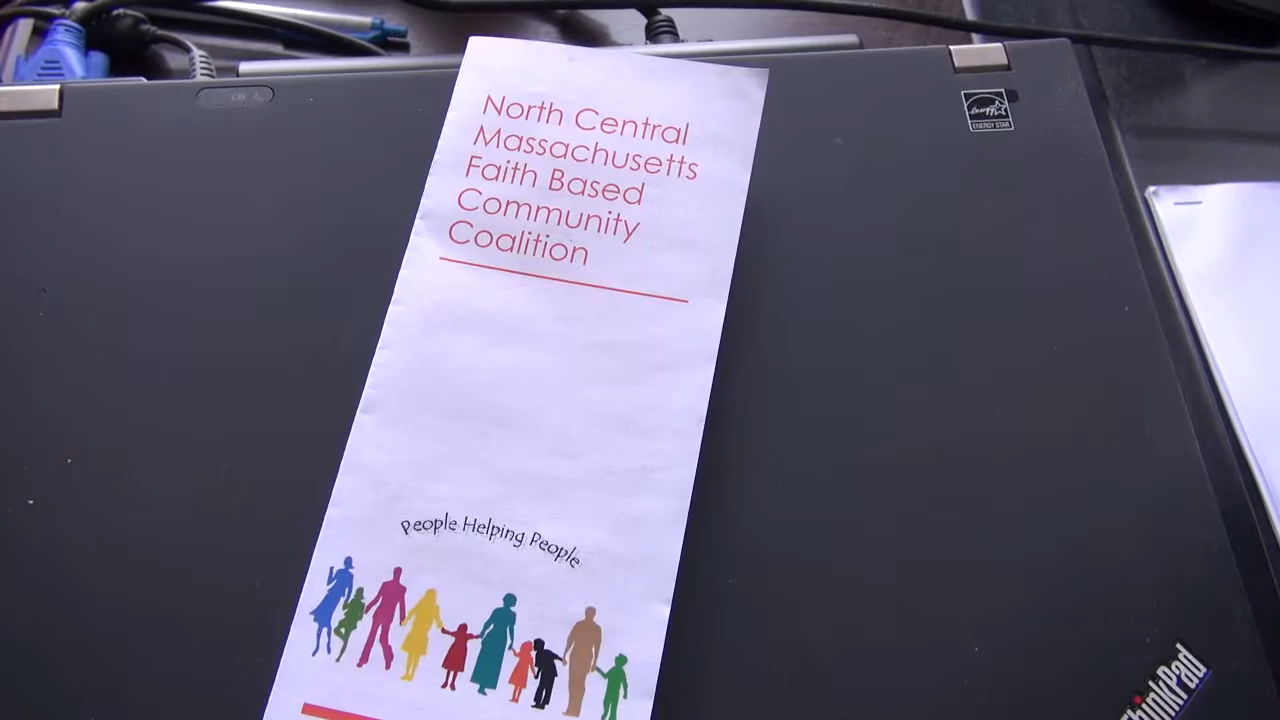 North Central
Massachusetts
Faith Based
Community
Coalition
People Helping People
ENERGY STAR
ThinkPad